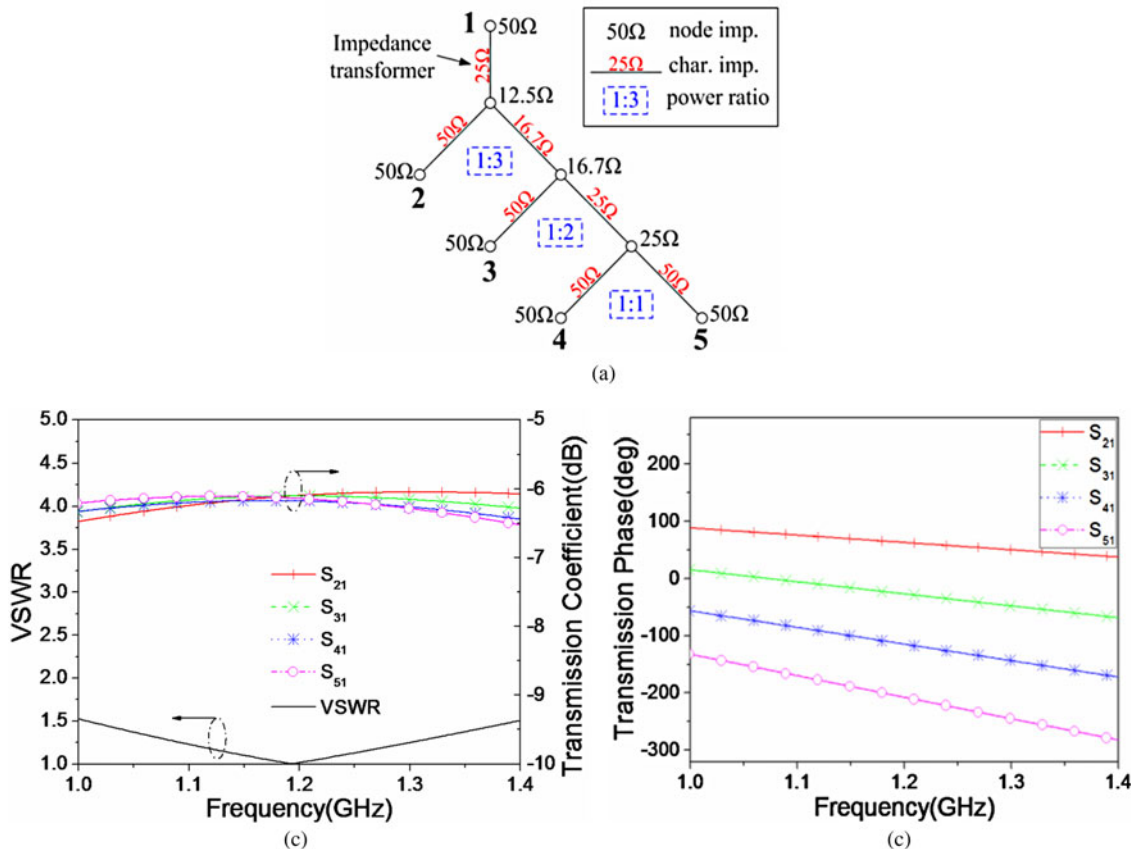 1
50Ω
Impedance
transformer
25Ω
12.5Ω
50Ω
16.7Ω
50Ω
2
1:3
16.7Ω
50Ω
25Ω
50Ω
3
1:2
25Ω
50Ω
50Ω
50Ω
4
1:1
50Ω
5
50Ω node imp.
25Ω char. imp.
1:3 power ratio
(a)
5.0
4.5
4.0
3.5
3.0
2.5
2.0
1.5
1.0
VSWR
-5
-6
-7
-8
-9
-10
Transmission Coefficient(dB)
S21
S31
S41
S51
VSWR
1.0 1.1 1.2 1.3 1.4
Frequency(GHz)
(c)
200
100
0
-100
-200
-300
Transmission Phase(deg)
S21
S31
S41
S51
1.0 1.1 1.2 1.3 1.4
Frequency(GHz)
(c)